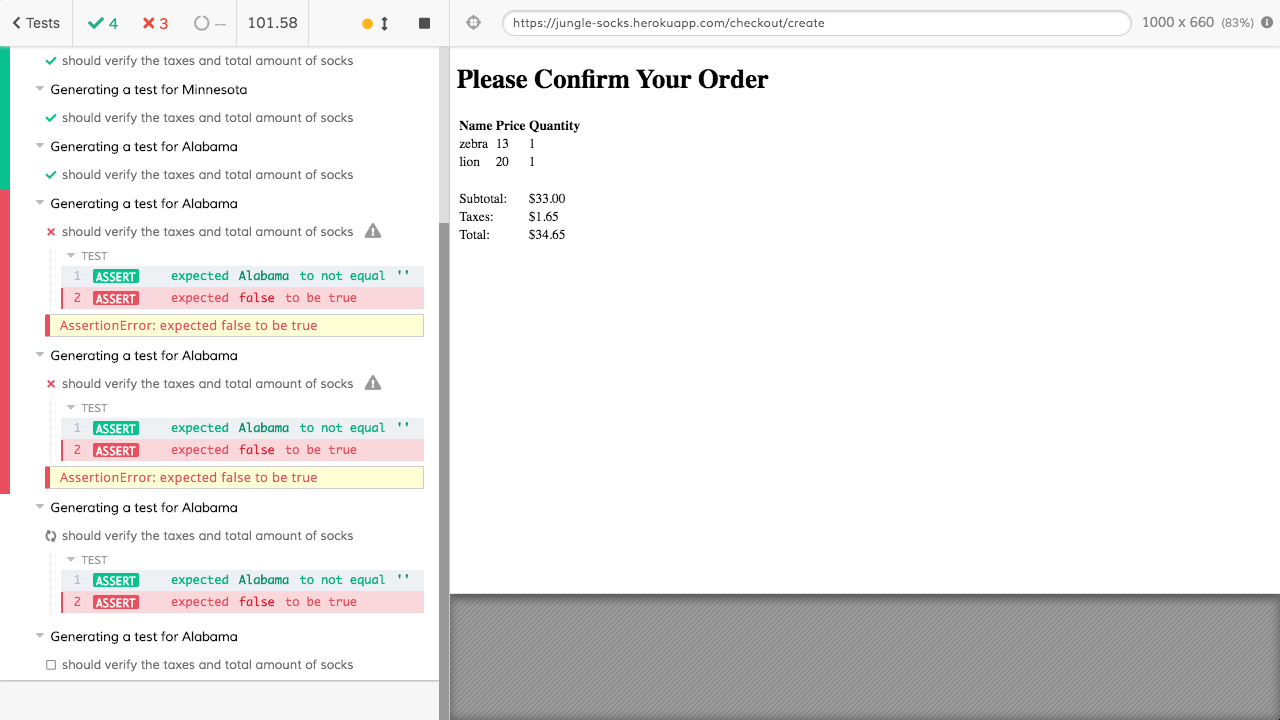 Tests 4 3 -- 101.58
should verify the taxes and total amount of socks
Generating a test for Minnesota
should verify the taxes and total amount of socks
Generating a test for Alabama
should verify the taxes and total amount of socks
Generating a test for Alabama
should verify the taxes and total amount of socks
TEST
1 ASSERT expected Alabama to not equal ''
2 ASSERT expected false to be true
AssertionError: expected false to be true
Generating a test for Alabama
should verify the taxes and total amount of socks
TEST
1 ASSERT expected Alabama to not equal ''
2 ASSERT expected false to be true
AssertionError: expected false to be true
Generating a test for Alabama
should verify the taxes and total amount of socks
TEST
1 ASSERT expected Alabama to not equal ''
2 ASSERT expected false to be true
Generating a test for Alabama
should verify the taxes and total amount of socks
https://jungle-socks.herokuapp.com/checkout/create 1000 x 660 (83%)
Please Confirm Your Order
Name Price Quantity
zebra 13 1
lion 20 1
Subtotal: $33.00
Taxes: $1.65
Total: $34.65